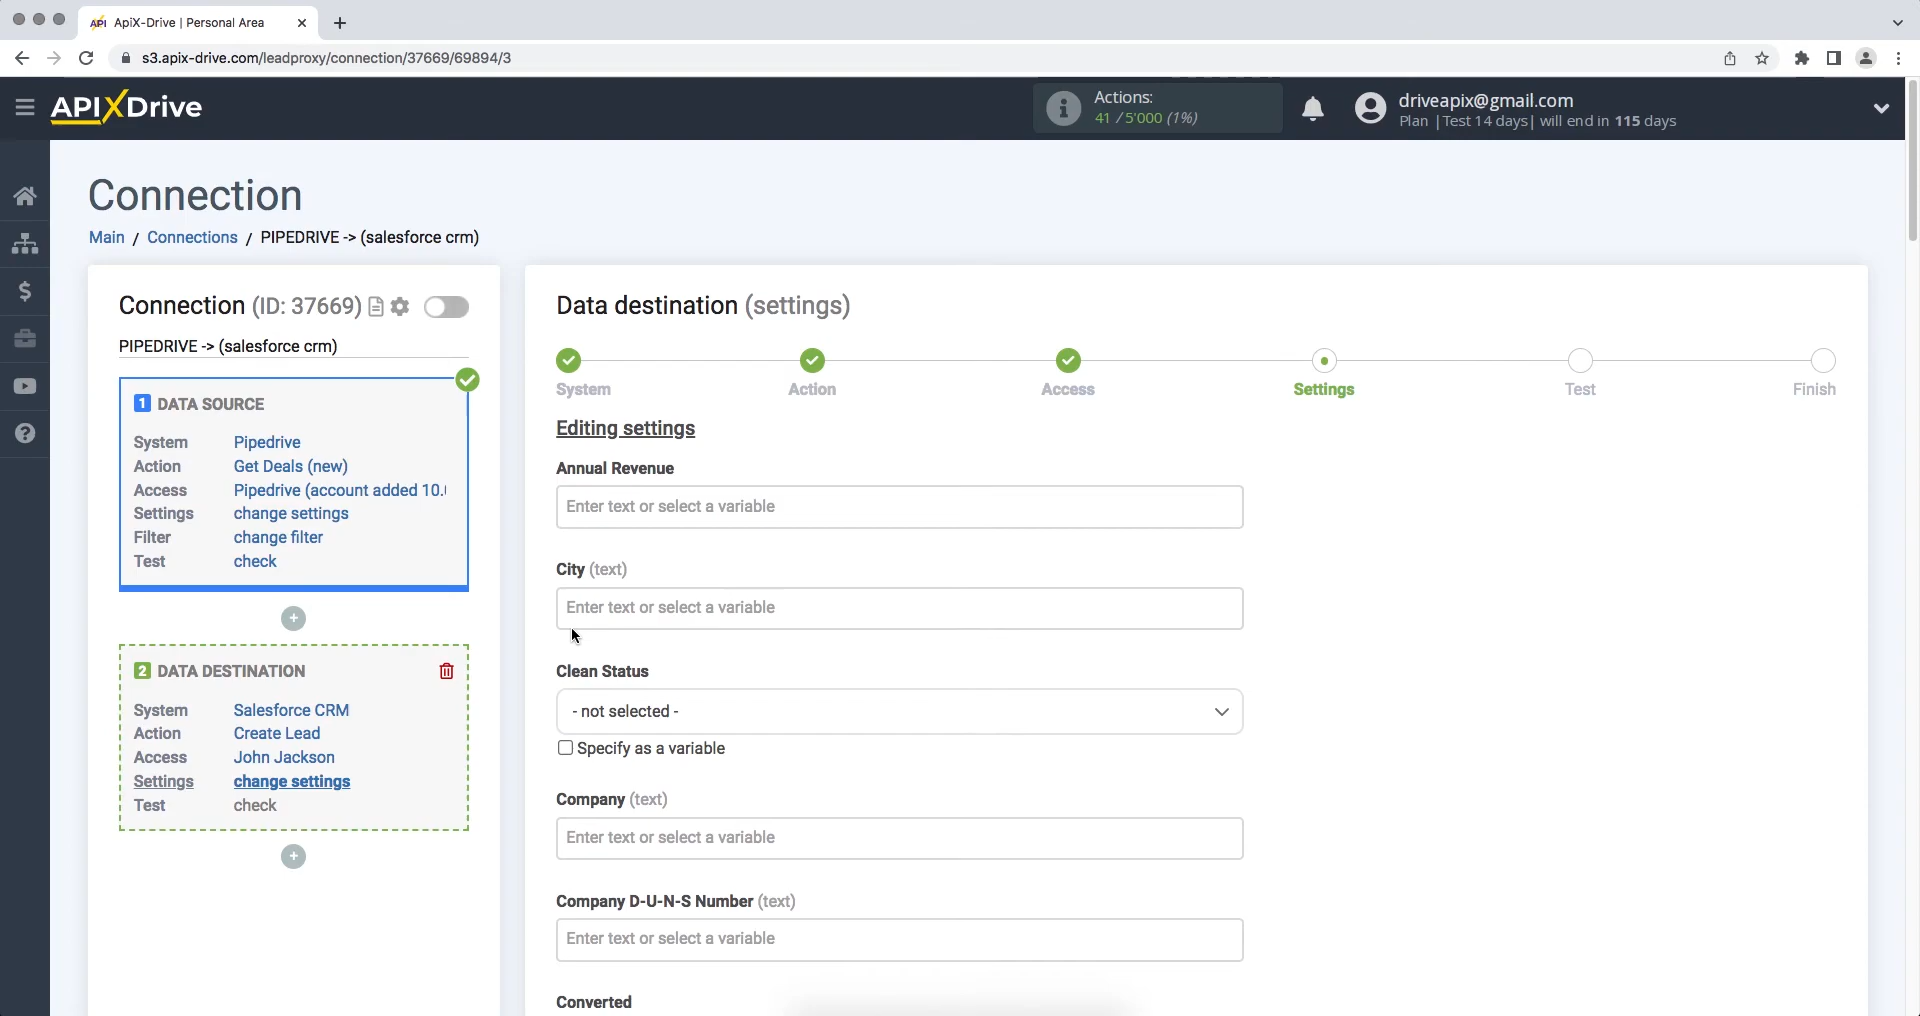 API ApiX-Drive | Personal Area
s3.apix-drive.com/leadproxy/connection/37669/69894/3
APIXDrive
Actions:
41 / 5'000 (1%)
driveapix@gmail.com
Plan |Test 14 days| will end in 115 days
Connection
Main / Connections / PIPEDRIVE -> (salesforce crm)
Connection (ID: 37669)
PIPEDRIVE -> (salesforce crm)
1 DATA SOURCE
System Pipedrive
Action Get Deals (new)
Access Pipedrive (account added 10.
Settings change settings
Filter change filter
Test check
2 DATA DESTINATION
System Salesforce CRM
Action Create Lead
Access John Jackson
Settings change settings
Test check
Data destination (settings)
System Action Access Settings Test Finish
Editing settings
Annual Revenue
Enter text or select a variable
City (text)
Enter text or select a variable
Clean Status
- not selected -
Specify as a variable
Company (text)
Enter text or select a variable
Company D-U-N-S Number (text)
Enter text or select a variable
Converted